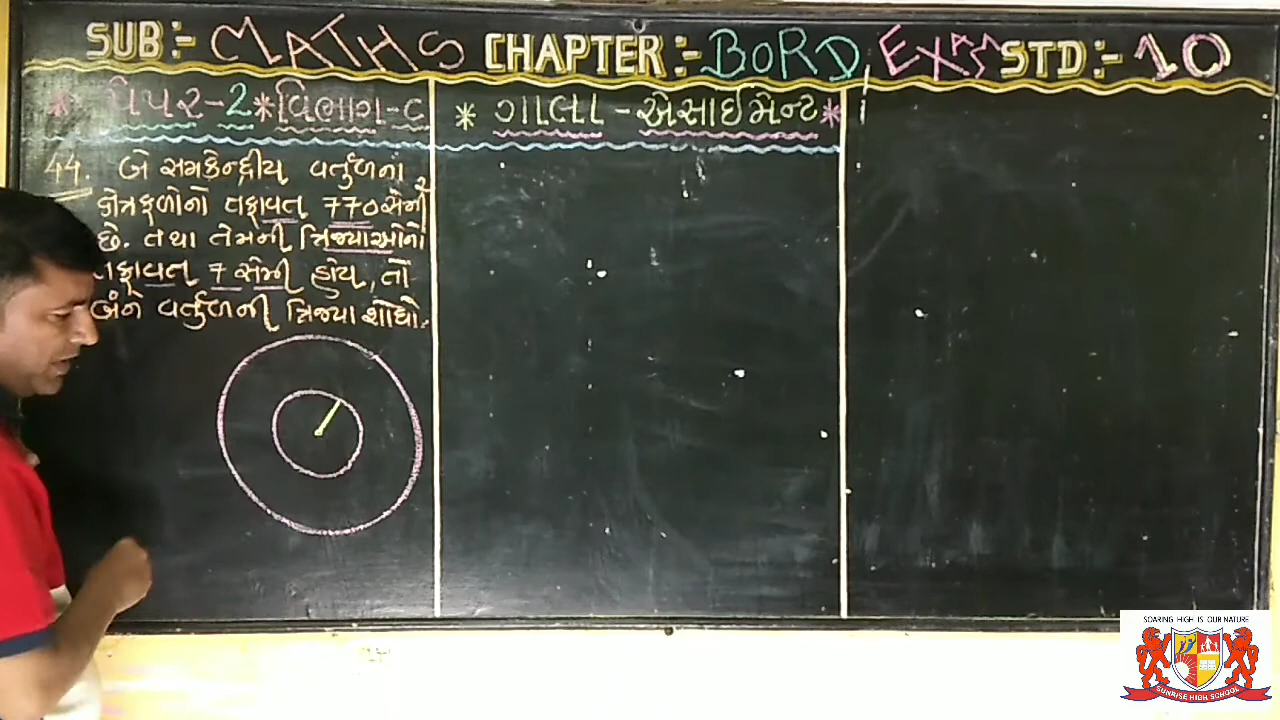 SUB:- MATHS CHAPTER:- BORD EXAM STD:- 10
* પેપર-2 * વિભાગ-C
* ગાલા - એસાઈમેન્ટ *
44. બે સમકેન્દ્રીય વર્તુળના
ક્ષેત્રફળોનો તફાવત 770 સેમી²
છે. તથા તેમની ત્રિજ્યાઓનો
તફાવત 7 સેમી હોય, તો
બંને વર્તુળની ત્રિજ્યા શોધો.
SOARING HIGH IS OUR NATURE
SUNRISE HIGH SCHOOL